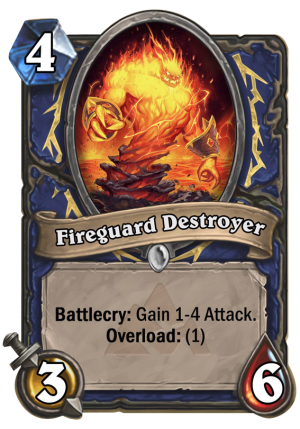 4
Fireguard Destroyer
Battlecry: Gain 1-4 Attack.
Overload: (1)
3
6